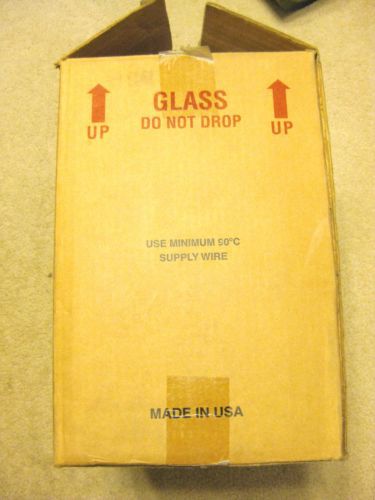 GLASS
DO NOT DROP
UP
UP
USE MINIMUM 90°C
SUPPLY WIRE
MADE IN USA